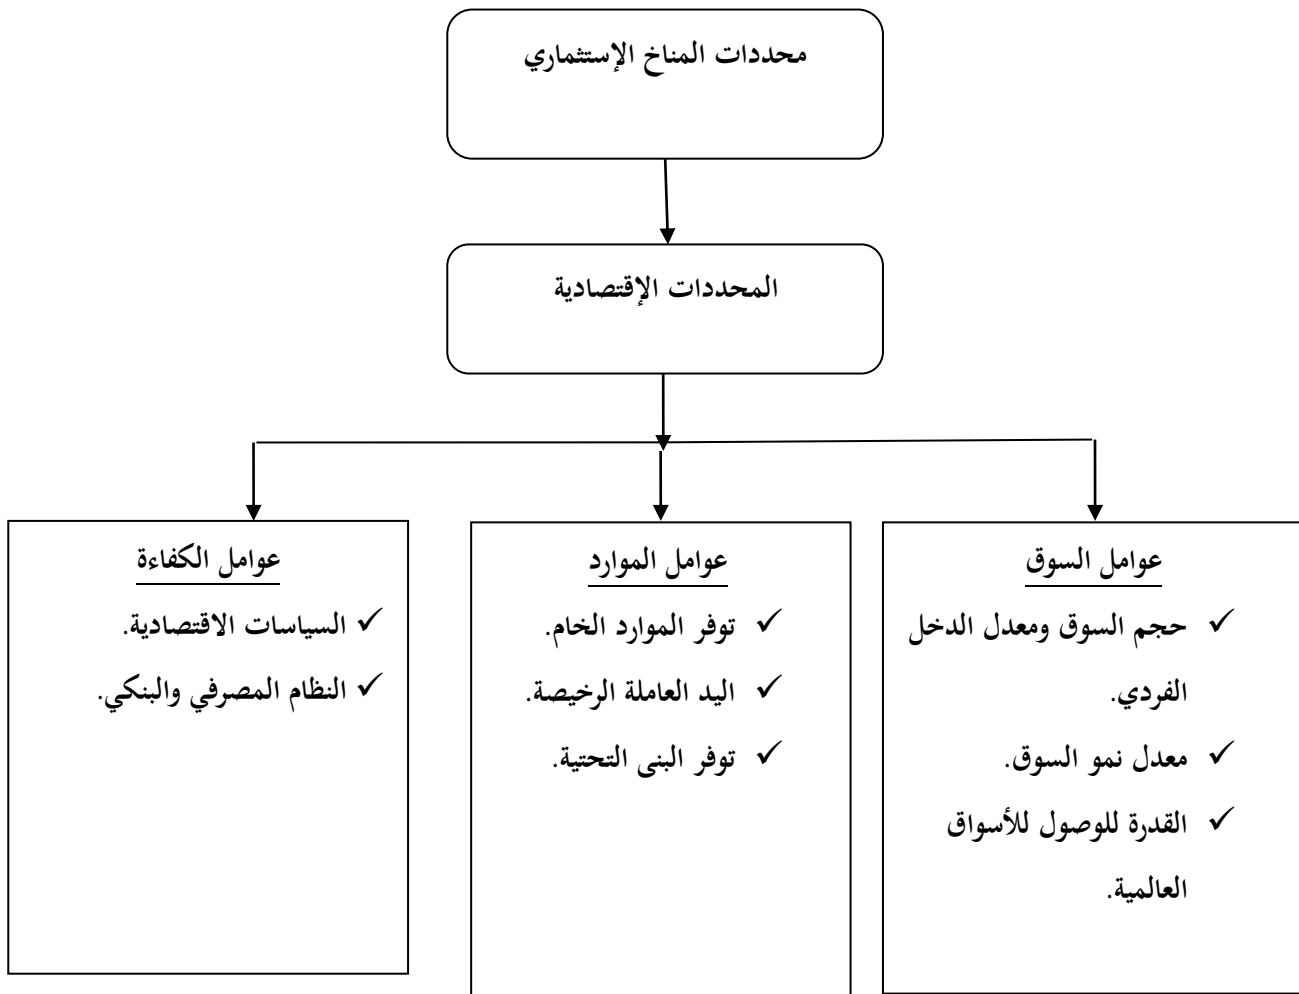 محددات المناخ الإستثماري
المحددات الإقتصادية
عوامل السوق
✓ حجم السوق ومعدل الدخل
الفردي.
✓ معدل نمو السوق.
✓ القدرة للوصول للأسواق
العالمية.
عوامل الموارد
✓ توفر الموارد الخام.
✓ اليد العاملة الرخيصة.
✓ توفر البنى التحتية.
عوامل الكفاءة
✓ السياسات الاقتصادية.
✓ النظام المصرفي والبنكي.